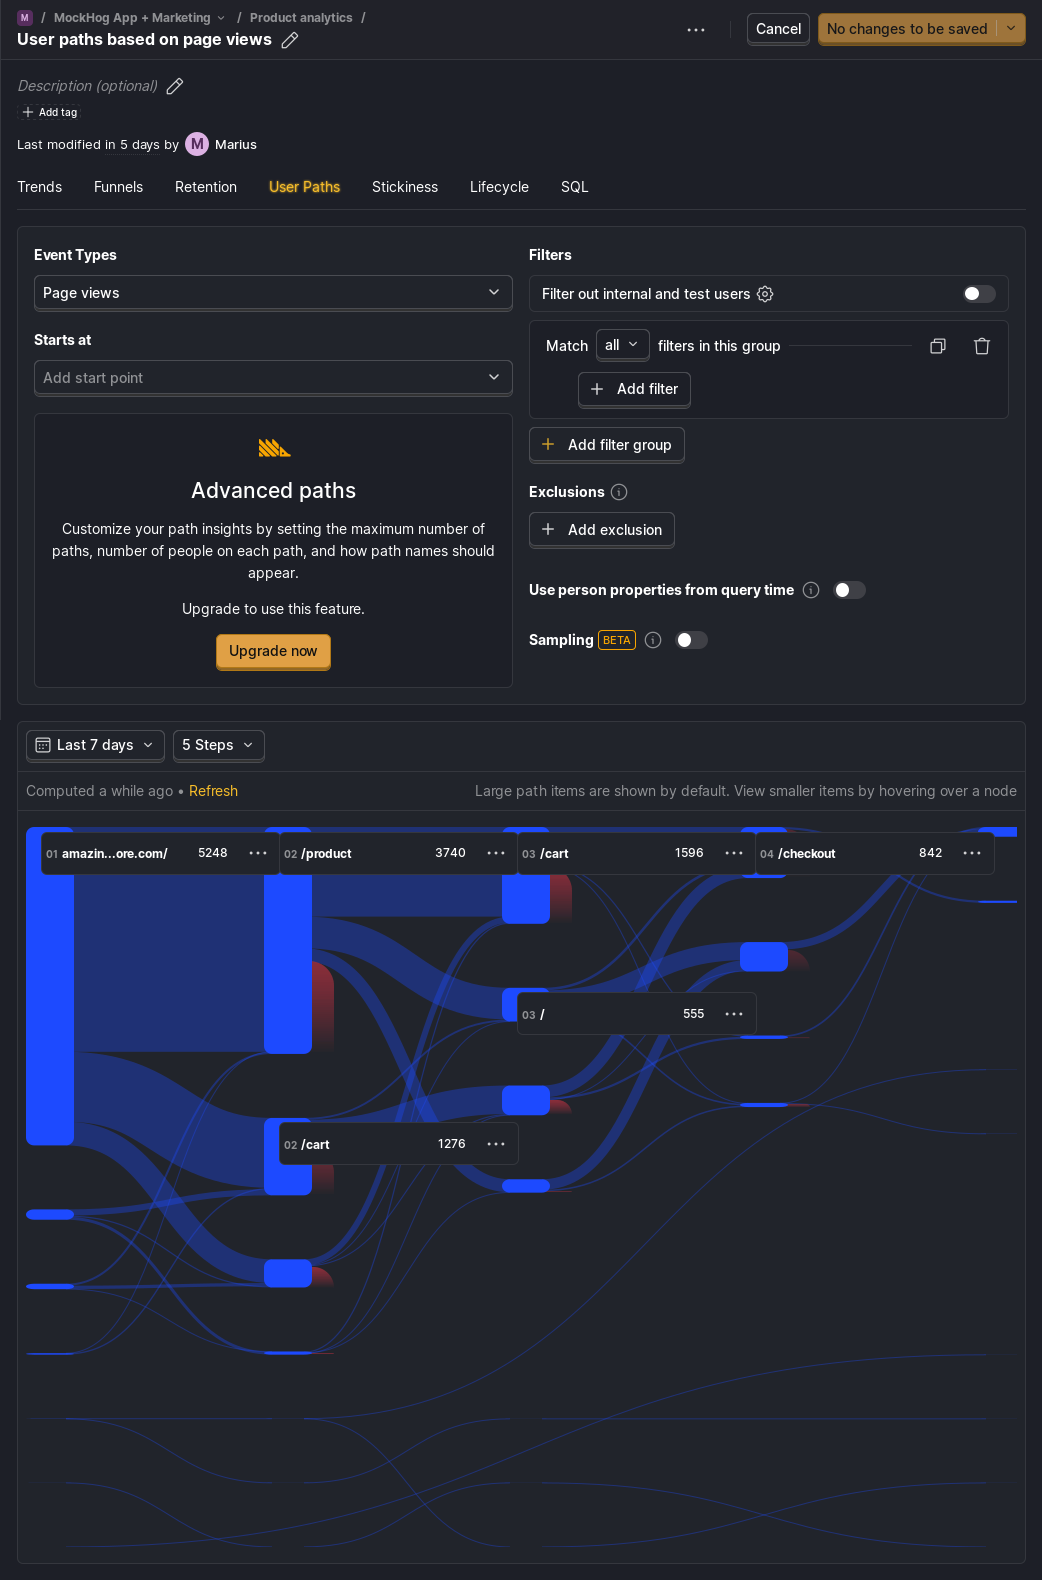 M / MockHog App + Marketing / Product analytics /
User paths based on page views
Cancel
No changes to be saved
Description (optional)
Add tag
Last modified in 5 days by M Marius
Trends Funnels Retention User Paths Stickiness Lifecycle SQL
Event Types
Page views
Starts at
Add start point
Advanced paths
Customize your path insights by setting the maximum number of
paths, number of people on each path, and how path names should
appear.
Upgrade to use this feature.
Upgrade now
Filters
Filter out internal and test users
Match all filters in this group
Add filter
Add filter group
Exclusions
Add exclusion
Use person properties from query time
Sampling BETA
Last 7 days 5 Steps
Computed a while ago • Refresh
Large path items are shown by default. View smaller items by hovering over a node
01 amazin...ore.com/ 5248
02 /product 3740
03 /cart 1596
04 /checkout 842
03 / 555
02 /cart 1276